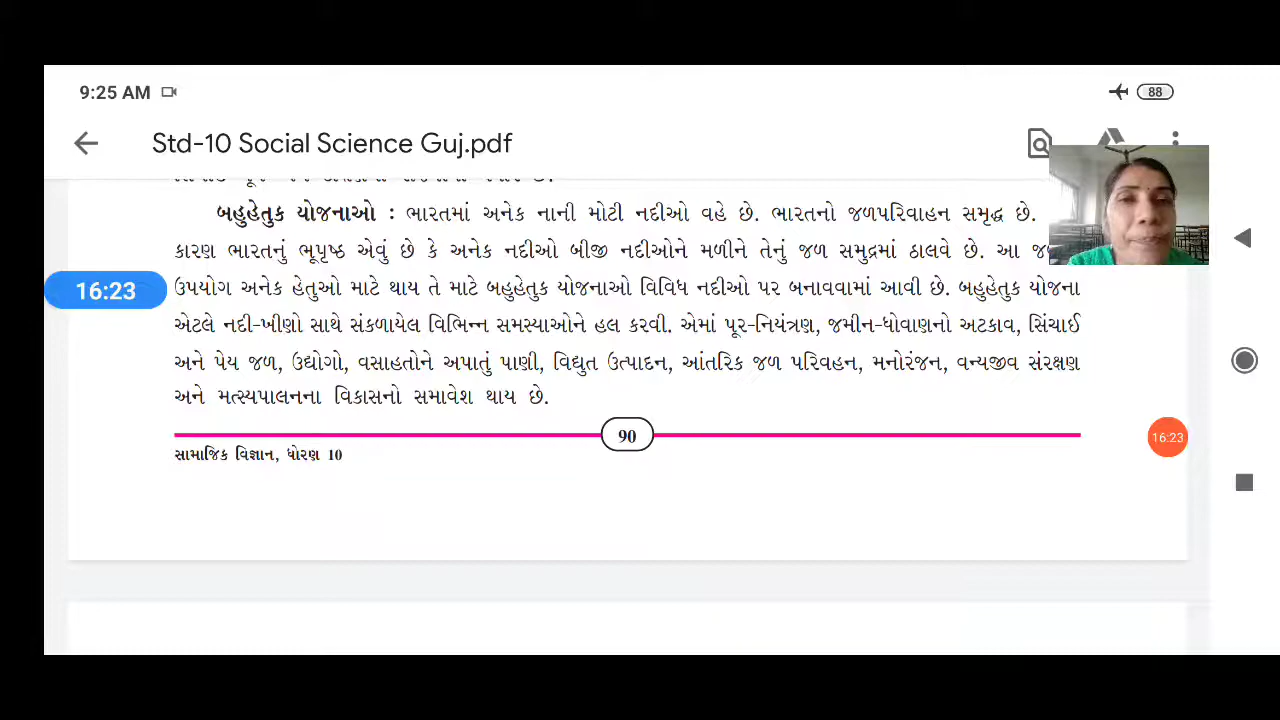 9:25 AM
88
Std-10 Social Science Guj.pdf
બહુહેતુક યોજનાઓ : ભારતમાં અનેક નાની મોટી નદીઓ વહે છે. ભારતનો જળપરિવાહન સમૃદ્ધ છે.
કારણ ભારતનું ભૂપૃષ્ઠ એવું છે કે અનેક નદીઓ બીજી નદીઓને મળીને તેનું જળ સમુદ્રમાં ઠાલવે છે. આ
16:23
ઉપયોગ અનેક હેતુઓ માટે થાય તે માટે બહુહેતુક યોજનાઓ વિવિધ નદીઓ પર બનાવવામાં આવી છે. બહુહેતુક યોજના
એટલે નદી-ખીણો સાથે સંકળાયેલ વિભિન્ન સમસ્યાઓને હલ કરવી. એમાં પૂર-નિયંત્રણ, જમીન-ધોવાણનો અટકાવ, સિંચાઈ
અને પેય જળ, ઉદ્યોગો, વસાહતોને અપાતું પાણી, વિદ્યુત ઉત્પાદન, આંતરિક જળ પરિવહન, મનોરંજન, વન્યજીવ સંરક્ષણ
અને મત્સ્યપાલનના વિકાસનો સમાવેશ થાય છે.
90
16:23
સામાજિક વિજ્ઞાન, ધોરણ 10